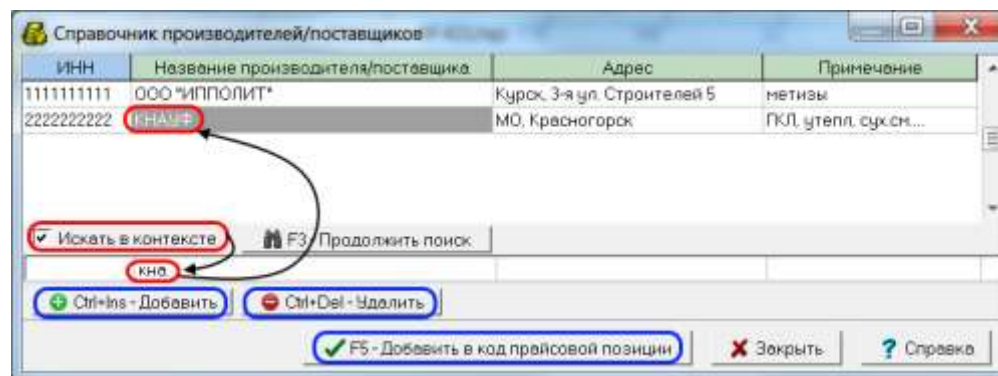 Справочник производителей/поставщиков
ИНН Название производителя/поставщика Адрес Примечание
1111111111 ООО "ИППОЛИТ" Курск, 3-я ул. Строителей 5 метизы
2222222222 КНАУФ МО, Красногорск ГКЛ, утепл, сух.см....
Искать в контексте F3 - Продолжить поиск
кна
Ctrl+Ins - Добавить Ctrl+Del - Удалить
F5 - Добавить в код прайсовой позиции Закрыть Справка